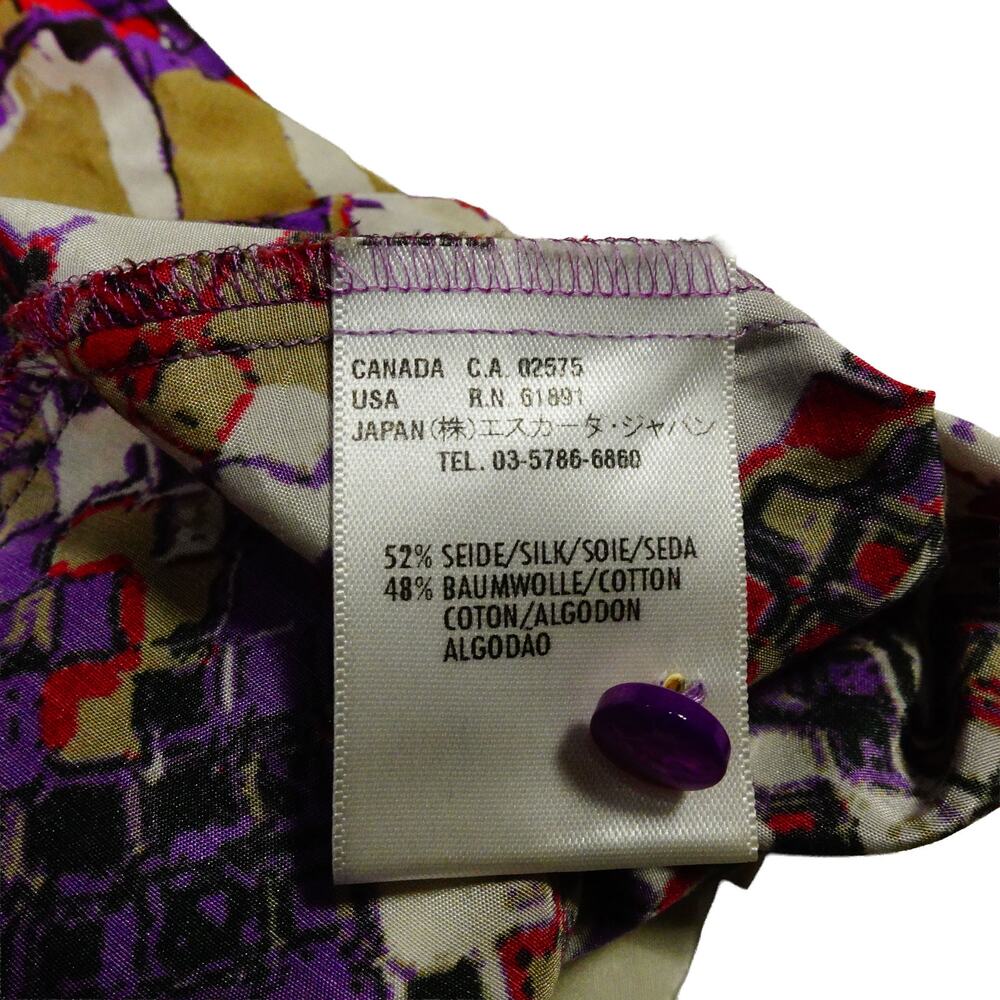 CANADA C.A. 02575
USA R.N. 61891
JAPAN(株)エスカーダ・ジャパン
TEL. 03-5786-6860
52% SEIDE/SILK/SOIE/SEDA
48% BAUMWOLLE/COTTON
COTON/ALGODON
ALGODÃO